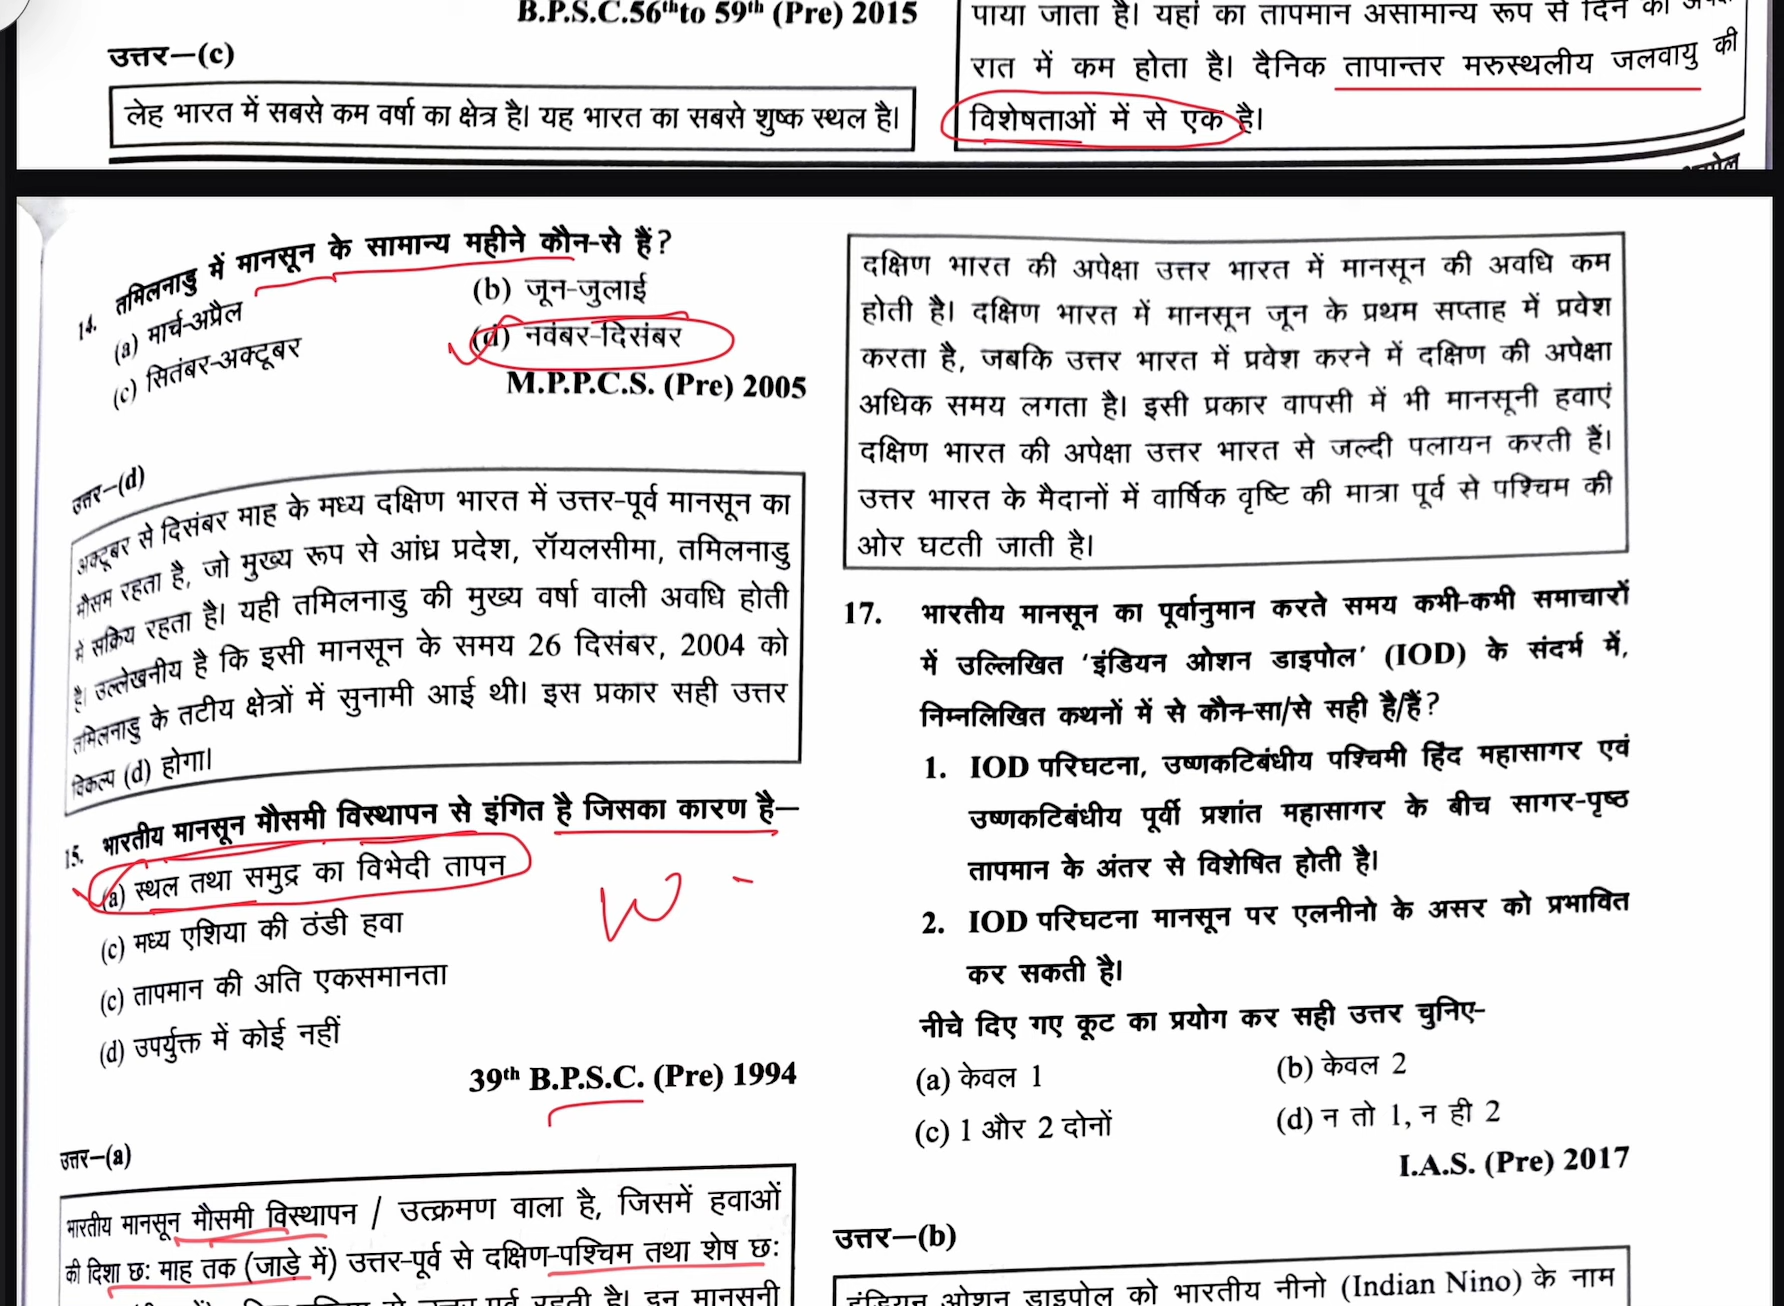 B.P.S.C.56th to 59th (Pre) 2015
उत्तर–(c)
लेह भारत में सबसे कम वर्षा का क्षेत्र है। यह भारत का सबसे शुष्क स्थल है।
पाया जाता है। यहां का तापमान असामान्य रूप से दिन की
रात में कम होता है। दैनिक तापान्तर मरुस्थलीय जलवायु की
विशेषताओं में से एक है।
14. तमिलनाडु में मानसून के सामान्य महीने कौन-से हैं?
(a) मार्च-अप्रैल
(b) जून-जुलाई
(c) सितंबर-अक्टूबर
(d) नवंबर-दिसंबर
M.P.P.C.S. (Pre) 2005
उत्तर–(d)
अक्टूबर से दिसंबर माह के मध्य दक्षिण भारत में उत्तर-पूर्व मानसून का
मौसम रहता है, जो मुख्य रूप से आंध्र प्रदेश, रॉयलसीमा, तमिलनाडु
में सक्रिय रहता है। यही तमिलनाडु की मुख्य वर्षा वाली अवधि होती
है। उल्लेखनीय है कि इसी मानसून के समय 26 दिसंबर, 2004 को
तमिलनाडु के तटीय क्षेत्रों में सुनामी आई थी। इस प्रकार सही उत्तर
विकल्प (d) होगा।
15. भारतीय मानसून मौसमी विस्थापन से इंगित है जिसका कारण है–
(a) स्थल तथा समुद्र का विभेदी तापन
(c) मध्य एशिया की ठंडी हवा
(c) तापमान की अति एकसमानता
(d) उपर्युक्त में कोई नहीं
39th B.P.S.C. (Pre) 1994
उत्तर–(a)
भारतीय मानसून मौसमी विस्थापन / उत्क्रमण वाला है, जिसमें हवाओं
की दिशा छः माह तक (जाड़े में) उत्तर-पूर्व से दक्षिण-पश्चिम तथा शेष छः
पूर्व रहती है। इन मानसूनी
दक्षिण भारत की अपेक्षा उत्तर भारत में मानसून की अवधि कम
होती है। दक्षिण भारत में मानसून जून के प्रथम सप्ताह में प्रवेश
करता है, जबकि उत्तर भारत में प्रवेश करने में दक्षिण की अपेक्षा
अधिक समय लगता है। इसी प्रकार वापसी में भी मानसूनी हवाएं
दक्षिण भारत की अपेक्षा उत्तर भारत से जल्दी पलायन करती हैं।
उत्तर भारत के मैदानों में वार्षिक वृष्टि की मात्रा पूर्व से पश्चिम की
ओर घटती जाती है।
17. भारतीय मानसून का पूर्वानुमान करते समय कभी-कभी समाचारों
में उल्लिखित ‘इंडियन ओशन डाइपोल’ (IOD) के संदर्भ में,
निम्नलिखित कथनों में से कौन-सा/से सही है/हैं?
1. IOD परिघटना, उष्णकटिबंधीय पश्चिमी हिंद महासागर एवं
उष्णकटिबंधीय पूर्वी प्रशांत महासागर के बीच सागर-पृष्ठ
तापमान के अंतर से विशेषित होती है।
2. IOD परिघटना मानसून पर एलनीनो के असर को प्रभावित
कर सकती है।
नीचे दिए गए कूट का प्रयोग कर सही उत्तर चुनिए-
(a) केवल 1
(b) केवल 2
(c) 1 और 2 दोनों
(d) न तो 1, न ही 2
I.A.S. (Pre) 2017
उत्तर–(b)
इंडियन ओशन डाइपोल को भारतीय नीनो (Indian Nino) के नाम